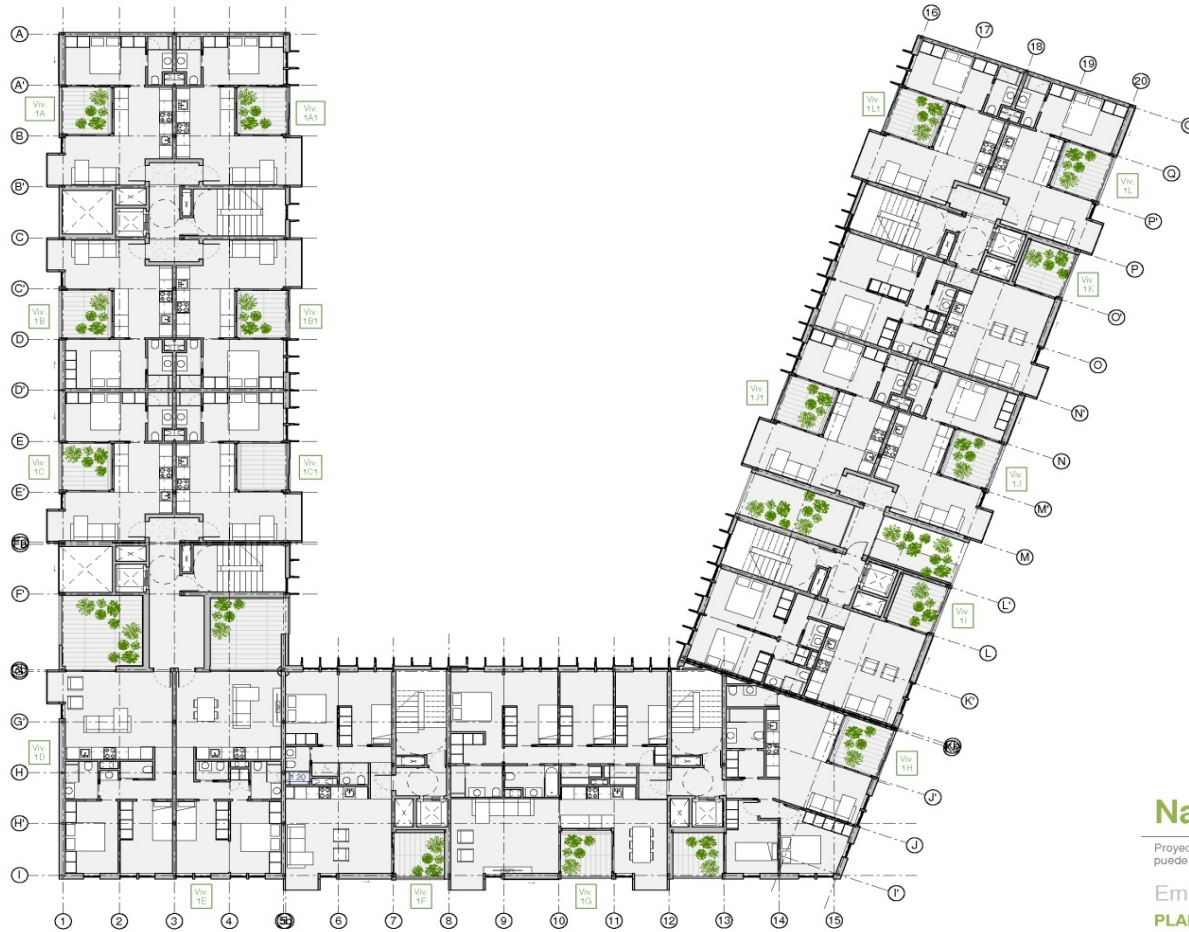 A
A'
B
B'
C
C'
D
D'
E
E'
F'
G'
H
H'
I
1
2
3
4
6
7
8
9
10
11
12
13
14
15
16
17
18
19
20
Q
P'
P
O'
O
N'
N
M'
M
L'
L
K'
J'
J
I'
Viv.
1A
Viv.
1A1
Viv.
1B
Viv.
1B1
Viv.
1C
Viv.
1C1
Viv.
1D
Viv.
1E
Viv.
1F
Viv.
1G
Viv.
1H
Viv.
1I
Viv.
1J
Viv.
1J1
Viv.
1K
Viv.
1L
Viv.
1L1
1.20
Na
Proyec
puede
Em
PLA